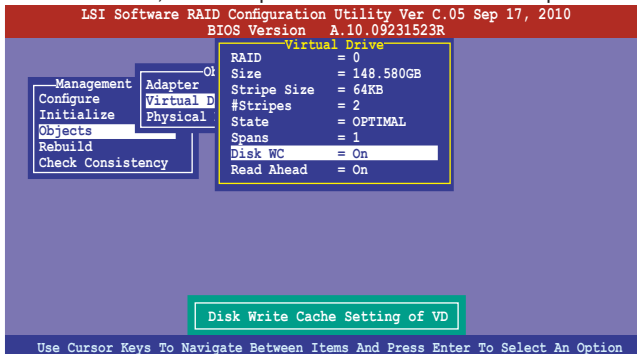 LSI Software RAID Configuration Utility Ver C.05 Sep 17, 2010
BIOS Version A.10.09231523R
Management
Configure
Initialize
Objects
Rebuild
Check Consistency
Adapter
Virtual D
Physical
Virtual Drive
RAID = 0
Size = 148.580GB
Stripe Size = 64KB
#Stripes = 2
State = OPTIMAL
Spans = 1
Disk WC = On
Read Ahead = On
Disk Write Cache Setting of VD
Use Cursor Keys To Navigate Between Items And Press Enter To Select An Option